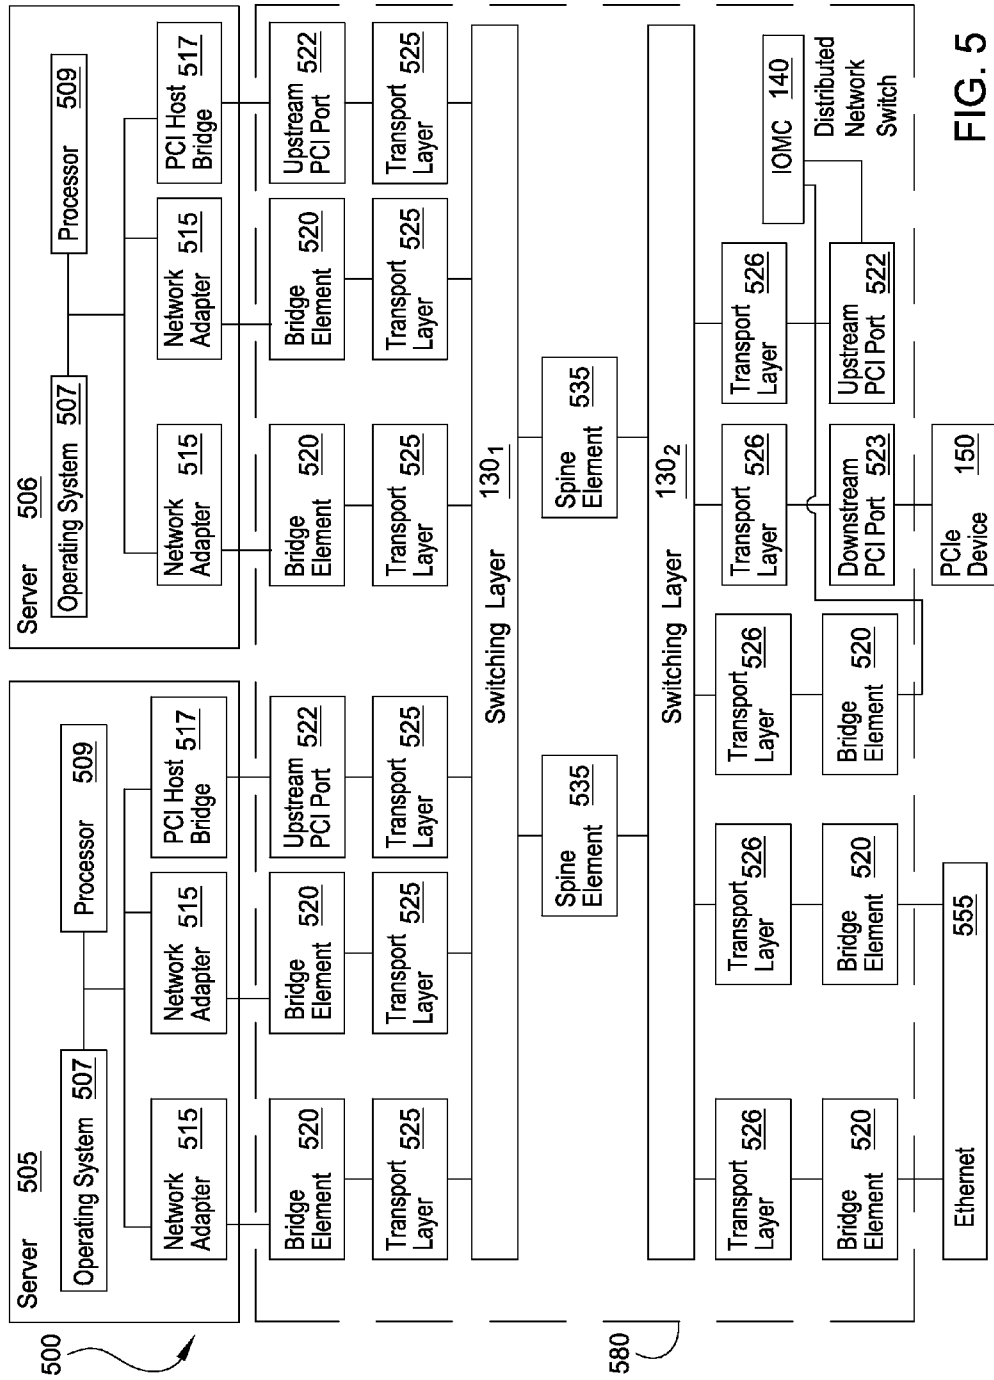 500
Server 505
Operating System 507
Processor 509
Network
Adapter 515
Network
Adapter 515
PCI Host
Bridge 517
Server 506
Operating System 507
Processor 509
Network
Adapter 515
Network
Adapter 515
PCI Host
Bridge 517
Bridge
Element 520
Bridge
Element 520
Upstream
PCI Port 522
Bridge
Element 520
Bridge
Element 520
Upstream
PCI Port 522
Transport
Layer 525
Transport
Layer 525
Transport
Layer 525
Transport
Layer 525
Transport
Layer 525
Transport
Layer 525
Switching Layer 130₁
Spine
Element 535
Spine
Element 535
580
Switching Layer 130₂
Transport
Layer 526
Transport
Layer 526
Transport
Layer 526
Transport
Layer 526
Transport
Layer 526
IOMC 140
Distributed
Network
Switch
Bridge
Element 520
Bridge
Element 520
Bridge
Element 520
Downstream
PCI Port 523
Upstream
PCI Port 522
Ethernet 555
PCIe
Device 150
FIG. 5